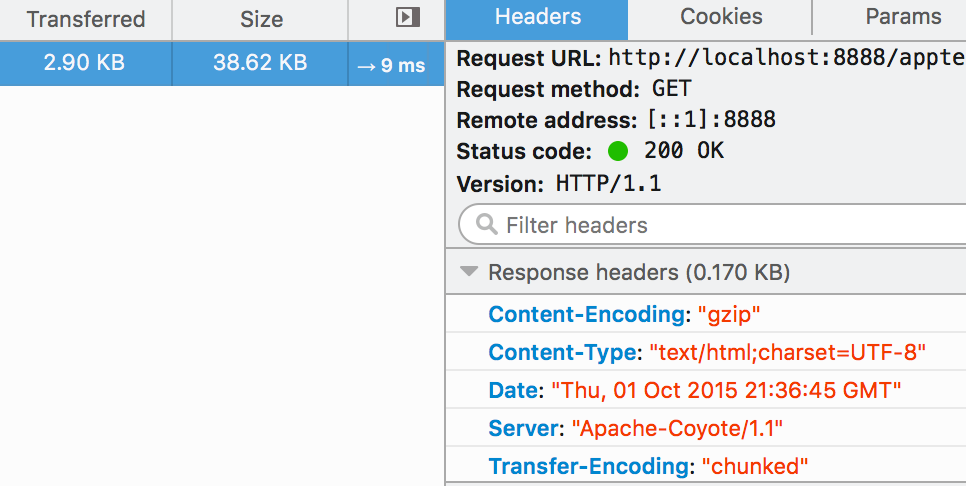 Transferred Size
2.90 KB 38.62 KB → 9 ms
Headers Cookies Params
Request URL: http://localhost:8888/appte
Request method: GET
Remote address: [::1]:8888
Status code: 200 OK
Version: HTTP/1.1
Filter headers
Response headers (0.170 KB)
Content-Encoding: "gzip"
Content-Type: "text/html;charset=UTF-8"
Date: "Thu, 01 Oct 2015 21:36:45 GMT"
Server: "Apache-Coyote/1.1"
Transfer-Encoding: "chunked"